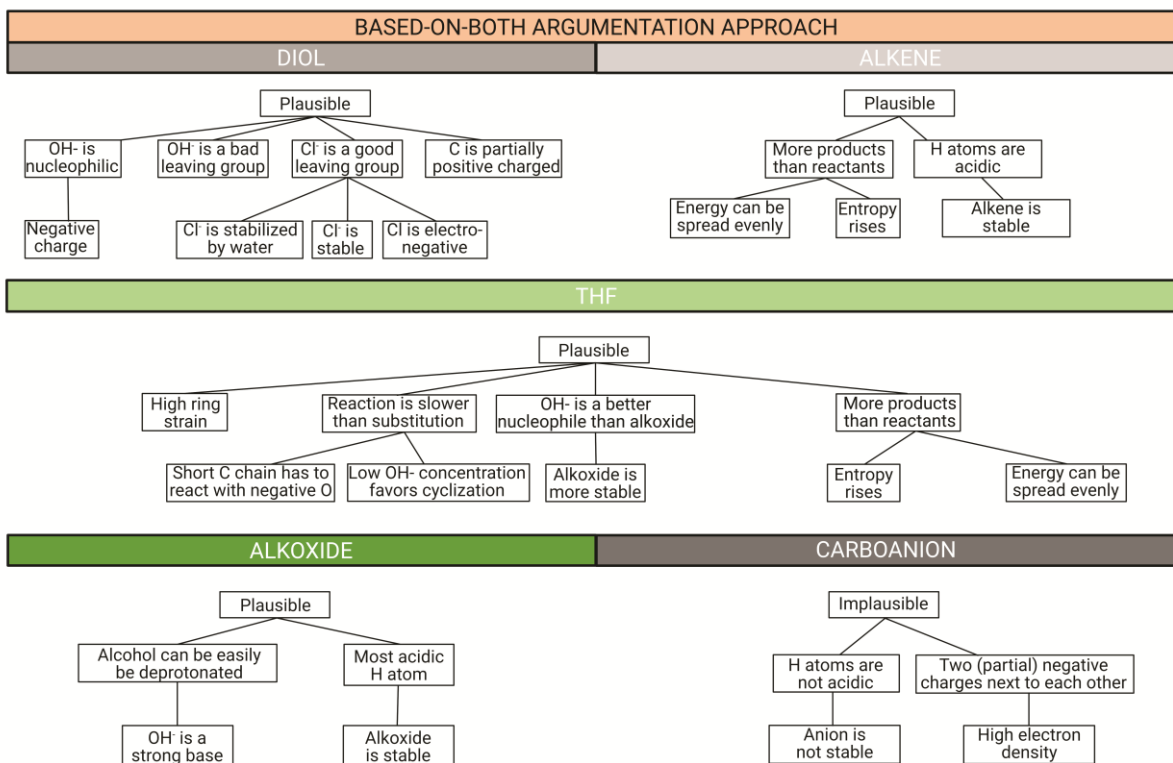 BASED-ON-BOTH ARGUMENTATION APPROACH
DIOL
ALKENE
Plausible
OH- is
nucleophilic
OH- is a bad
leaving group
Cl- is a good
leaving group
C is partially
positive charged
Negative
charge
Cl- is stabilized
by water
Cl- is
stable
Cl is electro-
negative
Plausible
More products
than reactants
H atoms are
acidic
Energy can be
spread evenly
Entropy
rises
Alkene is
stable
THF
Plausible
High ring
strain
Reaction is slower
than substitution
OH- is a better
nucleophile than alkoxide
More products
than reactants
Short C chain has to
react with negative O
Low OH- concentration
favors cyclization
Alkoxide is
more stable
Entropy
rises
Energy can be
spread evenly
ALKOXIDE
CARBOANION
Plausible
Alcohol can be easily
be deprotonated
Most acidic
H atom
OH- is a
strong base
Alkoxide
is stable
Implausible
H atoms are
not acidic
Two (partial) negative
charges next to each other
Anion is
not stable
High electron
density